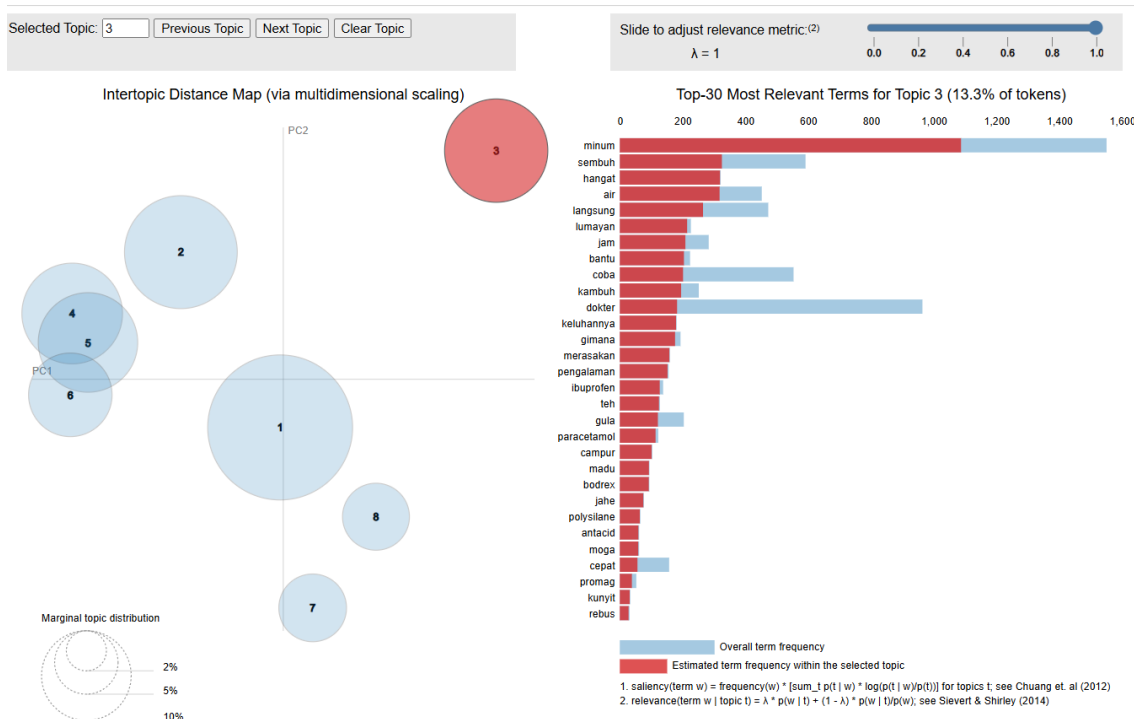 Selected Topic: 3 Previous Topic Next Topic Clear Topic
Slide to adjust relevance metric:(2)
λ = 1
0.0 0.2 0.4 0.6 0.8 1.0
Intertopic Distance Map (via multidimensional scaling)
PC2
PC1
3
2
4
5
6
1
8
7
Marginal topic distribution
2%
5%
10%
Top-30 Most Relevant Terms for Topic 3 (13.3% of tokens)
0 200 400 600 800 1,000 1,200 1,400 1,600
minum
sembuh
hangat
air
langsung
lumayan
jam
bantu
coba
kambuh
dokter
keluhannya
gimana
merasakan
pengalaman
ibuprofen
teh
gula
paracetamol
campur
madu
bodrex
jahe
polysilane
antacid
moga
cepat
promag
kunyit
rebus
Overall term frequency
Estimated term frequency within the selected topic
1. saliency(term w) = frequency(w) * [sum_t p(t | w) * log(p(t | w)/p(t))] for topics t; see Chuang et. al (2012)
2. relevance(term w | topic t) = λ * p(w | t) + (1 - λ) * p(w | t)/p(w); see Sievert & Shirley (2014)